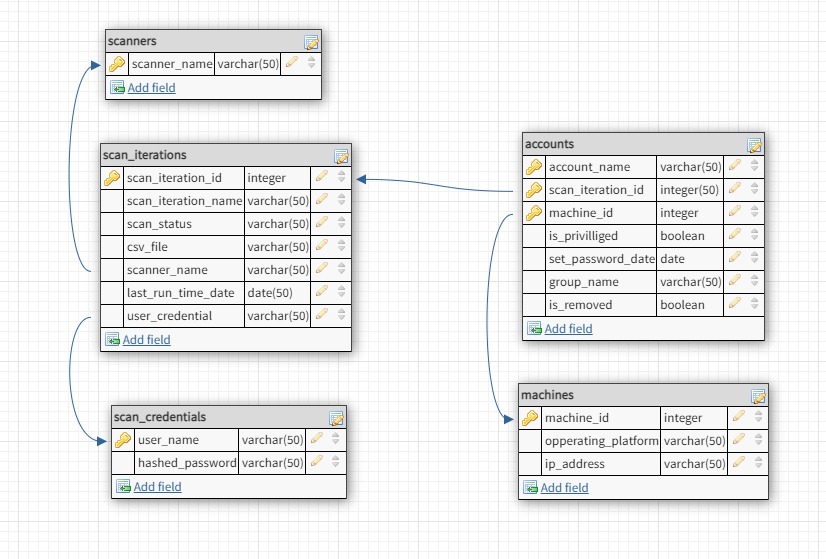 scanners
scanner_name varchar(50)
Add field
scan_iterations
scan_iteration_id integer
scan_iteration_name varchar(50)
scan_status varchar(50)
csv_file varchar(50)
scanner_name varchar(50)
last_run_time_date date(50)
user_credential varchar(50)
Add field
scan_credentials
user_name varchar(50)
hashed_password varchar(50)
Add field
accounts
account_name varchar(50)
scan_iteration_id integer(50)
machine_id integer
is_privilliged boolean
set_password_date date
group_name varchar(50)
is_removed boolean
Add field
machines
machine_id integer
opperating_platform varchar(50)
ip_address varchar(50)
Add field